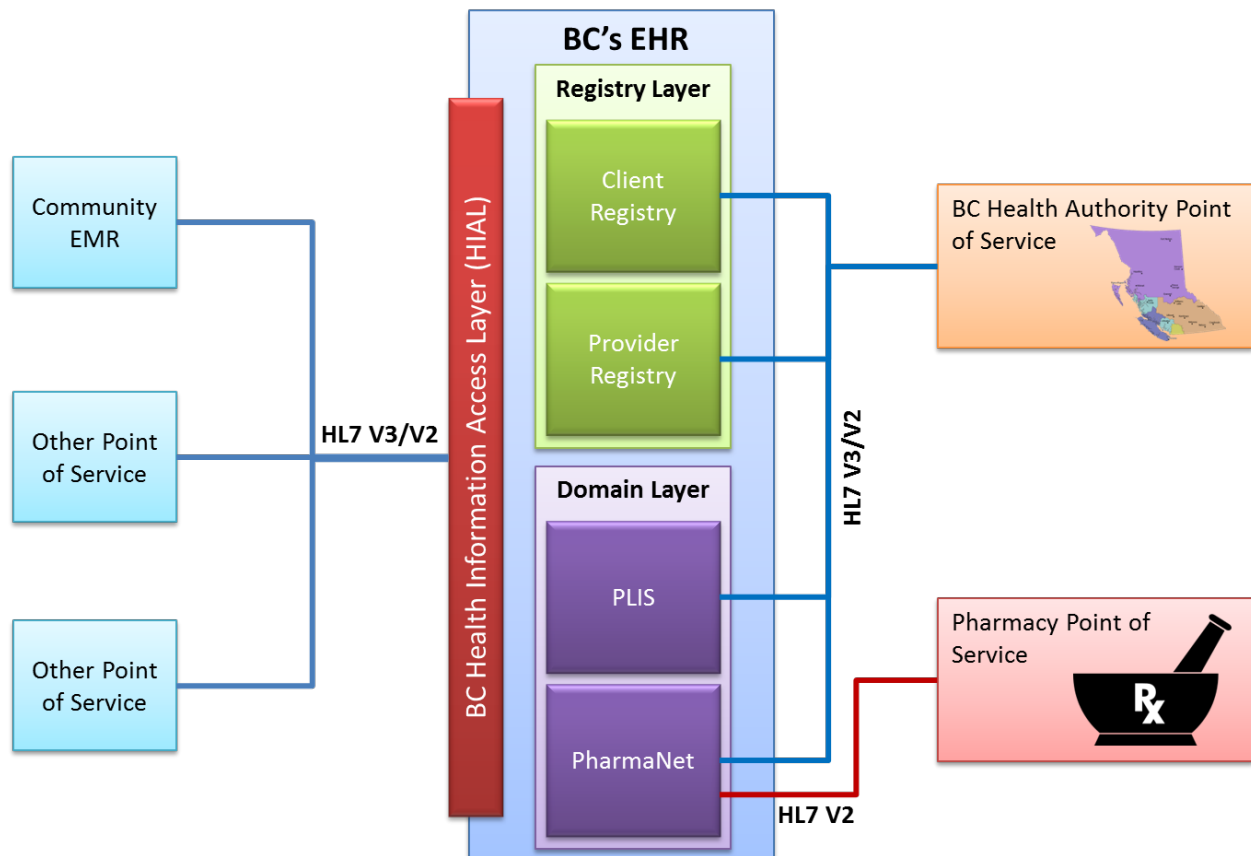 BC's EHR
Registry Layer
Client
Registry
Provider
Registry
Domain Layer
PLIS
PharmaNet
BC Health Information Access Layer (HIAL)
Community
EMR
Other Point
of Service
Other Point
of Service
HL7 V3/V2
HL7 V3/V2
HL7 V2
BC Health Authority Point
of Service
Pharmacy Point of
Service
Rx